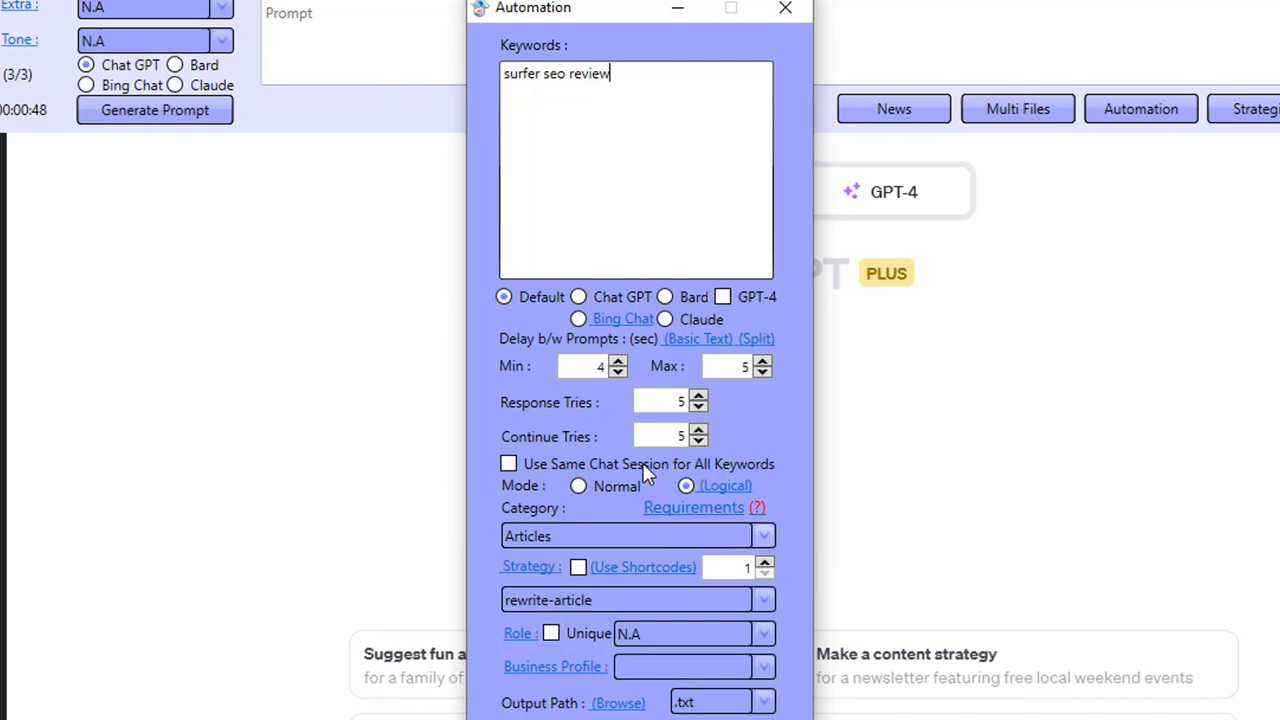 Extra :
N.A
Tone :
N.A
Chat GPT
Bard
(3/3)
Bing Chat
Claude
00:00:48
Generate Prompt
Prompt
News
Multi Files
Automation
GPT-4
PLUS
Suggest fun a
for a family of
Make a content strategy
for a newsletter featuring free local weekend events
Automation
Keywords :
surfer seo review
Default
Chat GPT
Bard
GPT-4
Bing Chat
Claude
Delay b/w Prompts : (sec) (Basic Text) (Split)
Min :
4
Max :
5
Response Tries :
5
Continue Tries :
5
Use Same Chat Session for All Keywords
Mode :
Normal
(Logical)
Category :
Requirements (?)
Articles
Strategy :
(Use Shortcodes)
1
rewrite-article
Role :
Unique
N.A
Business Profile :
Output Path : (Browse)
.txt